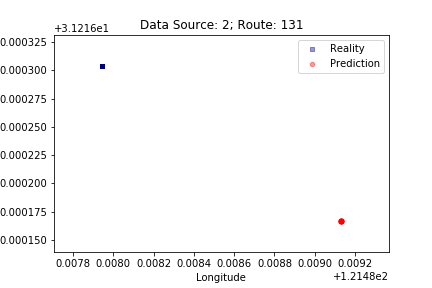 Data Source: 2; Route: 131
+3.1216e1
0.000325
0.000300
0.000275
0.000250
0.000225
0.000200
0.000175
0.000150
Reality
Prediction
0.0078 0.0080 0.0082 0.0084 0.0086 0.0088 0.0090 0.0092
Longitude
+1.2148e2